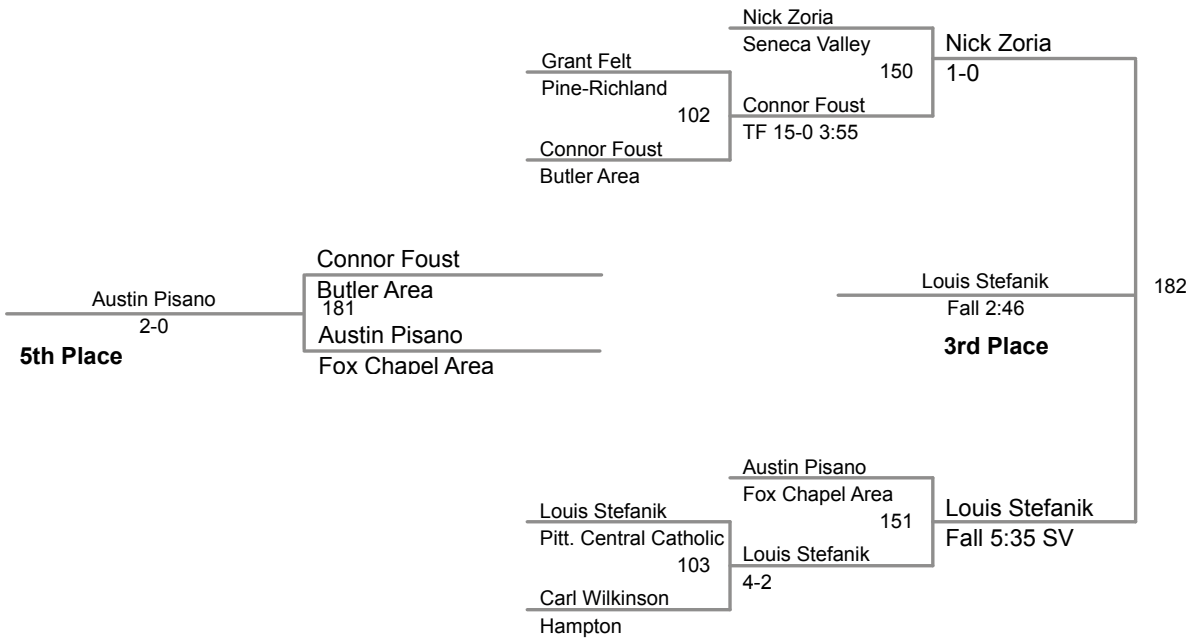 Nick Zoria
Seneca Valley
150
Nick Zoria
1-0
Grant Felt
Pine-Richland
102
Connor Foust
TF 15-0 3:55
Connor Foust
Butler Area
Connor Foust
Butler Area
181
Austin Pisano
2-0
5th Place
Austin Pisano
Fox Chapel Area
Louis Stefanik
Fall 2:46
3rd Place
182
Austin Pisano
Fox Chapel Area
151
Louis Stefanik
Fall 5:35 SV
Louis Stefanik
Pitt. Central Catholic
103
Louis Stefanik
4-2
Carl Wilkinson
Hampton